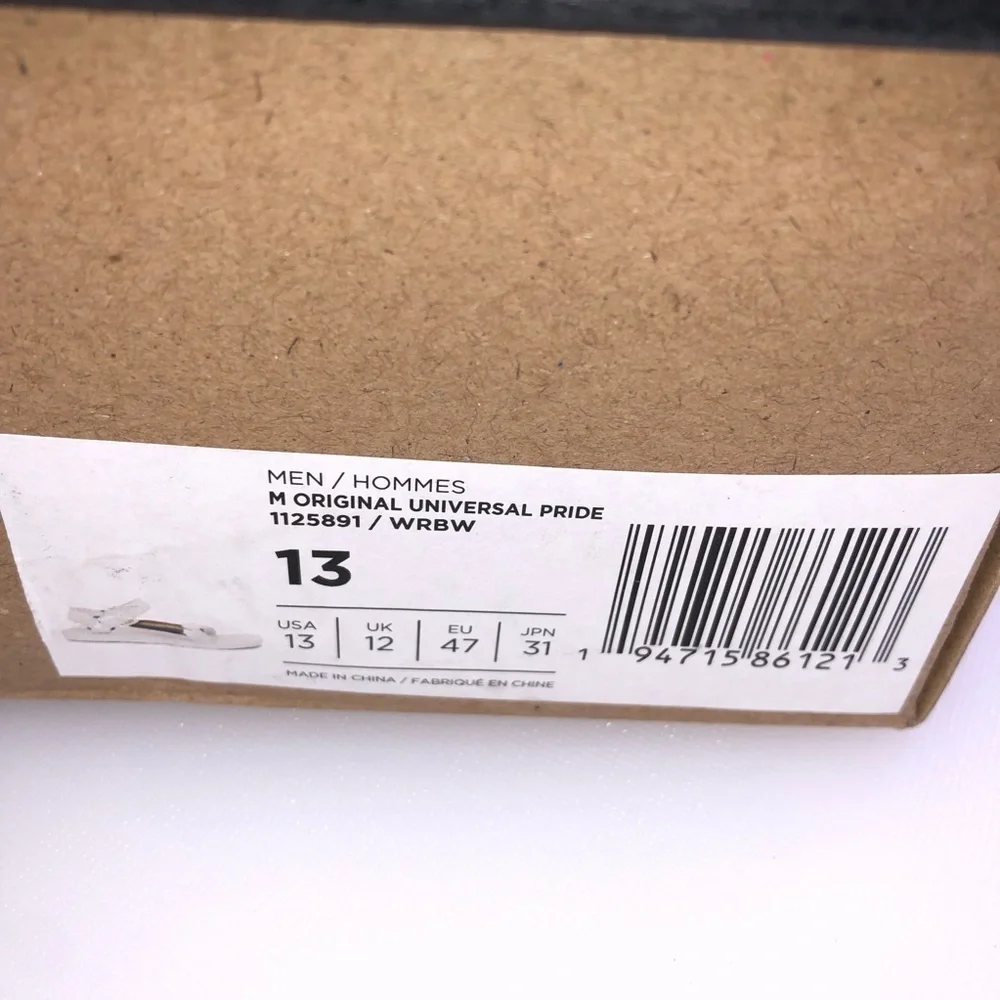 MEN / HOMMES
M ORIGINAL UNIVERSAL PRIDE
1125891 / WRBW
13
USA UK EU JPN
13 12 47 31
MADE IN CHINA / FABRIQUÉ EN CHINE
1 94715 86121 3